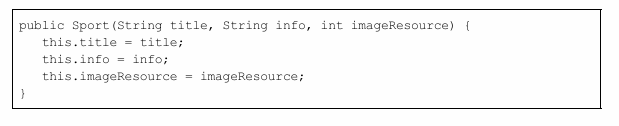 public Sport(String title, String info, int imageResource) {
   this.title = title;
   this.info = info;
   this.imageResource = imageResource;
}